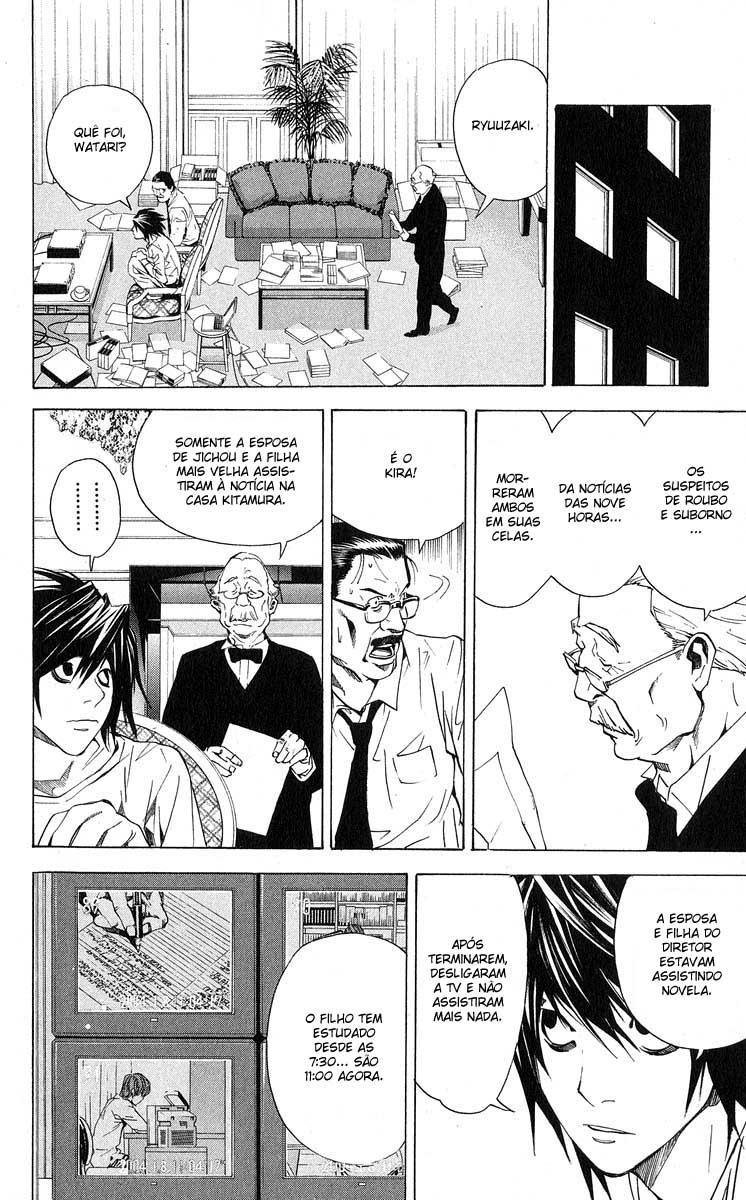 RYUUZAKI.
QUÊ FOI,
WATARI?
OS
SUSPEITOS
DE ROUBO
E SUBORNO
...
DA NOTÍCIAS
DAS NOVE
HORAS...
MOR-
RERAM
AMBOS
EM SUAS
CELAS.
É O
KIRA!
SOMENTE A ESPOSA
DE JICHOU E A FILHA
MAIS VELHA ASSIS-
TIRAM À NOTÍCIA NA
CASA KITAMURA.
........
A ESPOSA
E FILHA DO
DIRETOR
ESTAVAM
ASSISTINDO
NOVELA.
APÓS
TERMINAREM,
DESLIGARAM
A TV E NÃO
ASSISTIRAM
MAIS NADA.
O FILHO TEM
ESTUDADO
DESDE AS
7:30... SÃO
11:00 AGORA.